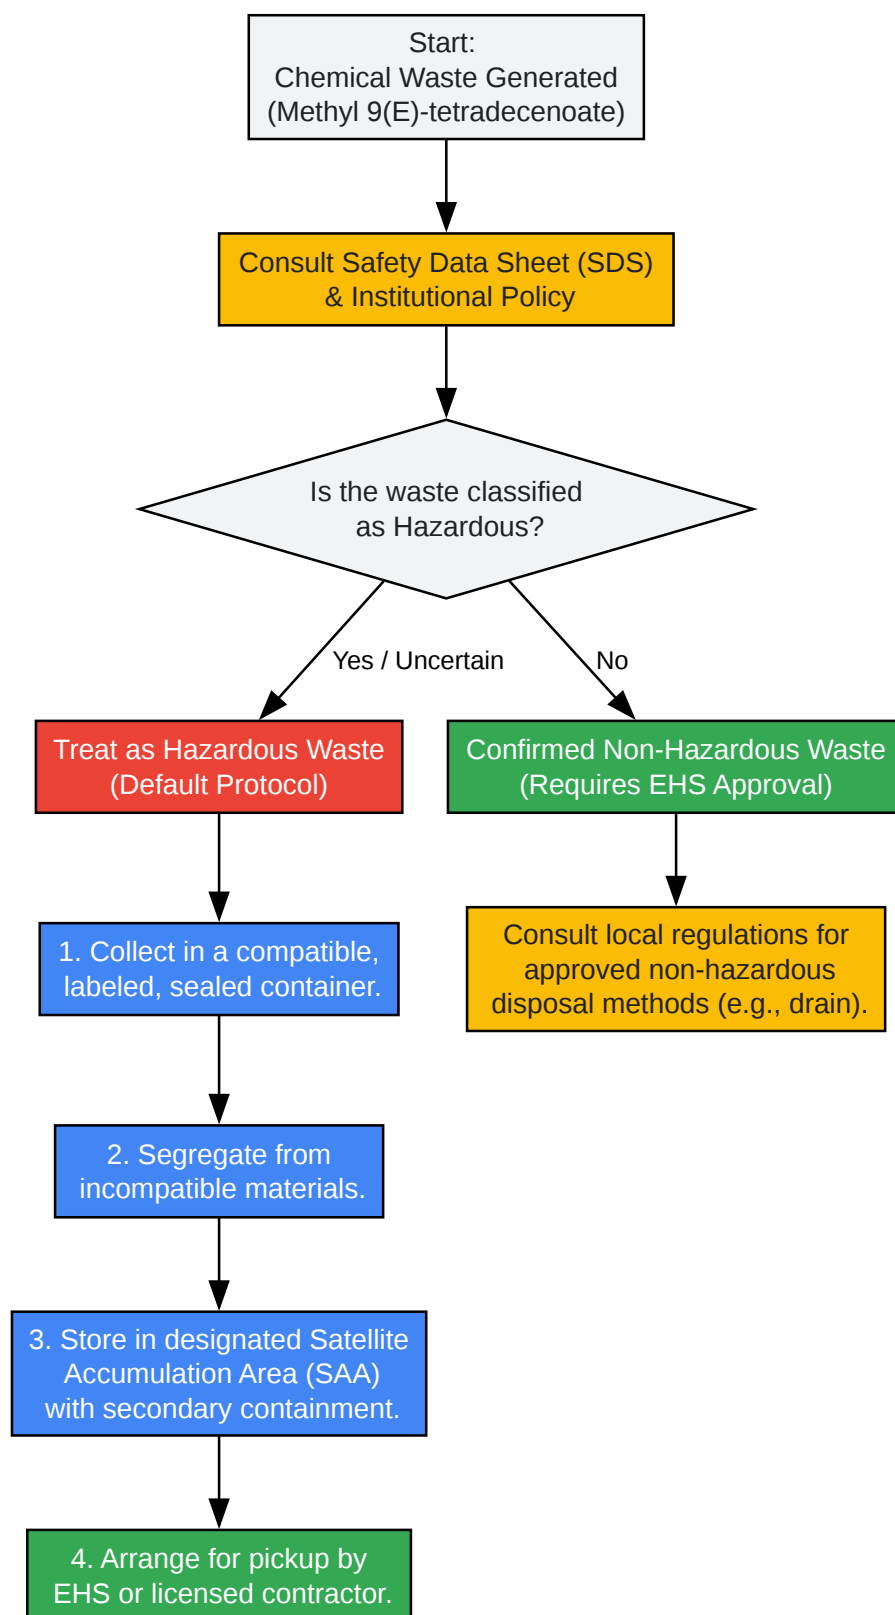 Start:
Chemical Waste Generated
(Methyl 9(E)-tetradecenoate)
Consult Safety Data Sheet (SDS)
& Institutional Policy
Is the waste classified
as Hazardous?
Yes / Uncertain
No
Treat as Hazardous Waste
(Default Protocol)
Confirmed Non-Hazardous Waste
(Requires EHS Approval)
1. Collect in a compatible,
labeled, sealed container.
Consult local regulations for
approved non-hazardous
disposal methods (e.g., drain).
2. Segregate from
incompatible materials.
3. Store in designated Satellite
Accumulation Area (SAA)
with secondary containment.
4. Arrange for pickup by
EHS or licensed contractor.